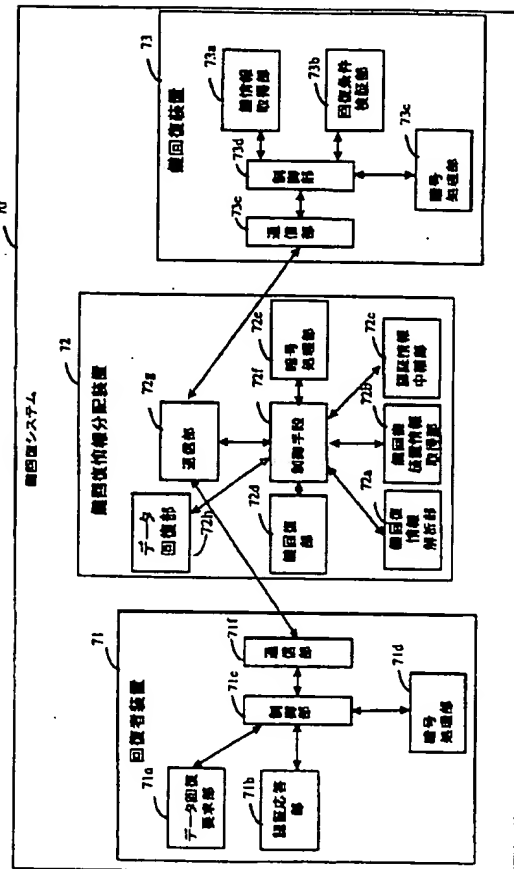 70
鍵回復システム
71
回復者装置
71a
データ回復
要求部
71b
認証応答
部
71c
制御部
71f
通信部
71d
暗号
処理部
72
鍵回復情報分配装置
データ
回復部
72h
72g
通信部
72d
鍵回復
部
72f
制御手段
72e
暗号
処理部
72a
鍵回復
情報
解析部
72b
鍵回復
装置情報
取得部
72c
認証情報
中継部
73
鍵回復装置
73e
通信
部
73d
制御部
73a
鍵情報
取得部
73b
回復条件
検証部
73c
暗号
処理部